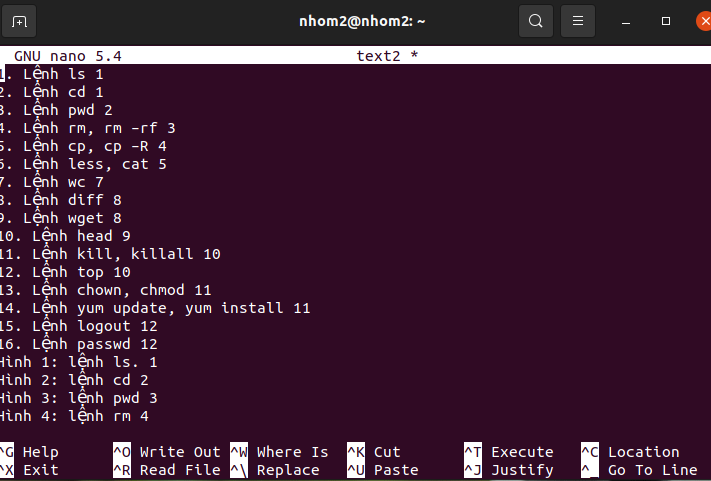 nhom2@nhom2: ~
GNU nano 5.4 text2 *
1. Lệnh ls 1
2. Lệnh cd 1
3. Lệnh pwd 2
4. Lệnh rm, rm -rf 3
5. Lệnh cp, cp -R 4
6. Lệnh less, cat 5
7. Lệnh wc 7
8. Lệnh diff 8
9. Lệnh wget 8
10. Lệnh head 9
11. Lệnh kill, killall 10
12. Lệnh top 10
13. Lệnh chown, chmod 11
14. Lệnh yum update, yum install 11
15. Lệnh logout 12
16. Lệnh passwd 12
Hình 1: lệnh ls. 1
Hình 2: lệnh cd 2
Hình 3: lệnh pwd 3
Hình 4: lệnh rm 4
^G Help ^O Write Out ^W Where Is ^K Cut ^T Execute ^C Location
^X Exit ^R Read File ^\ Replace ^U Paste ^J Justify ^_ Go To Line